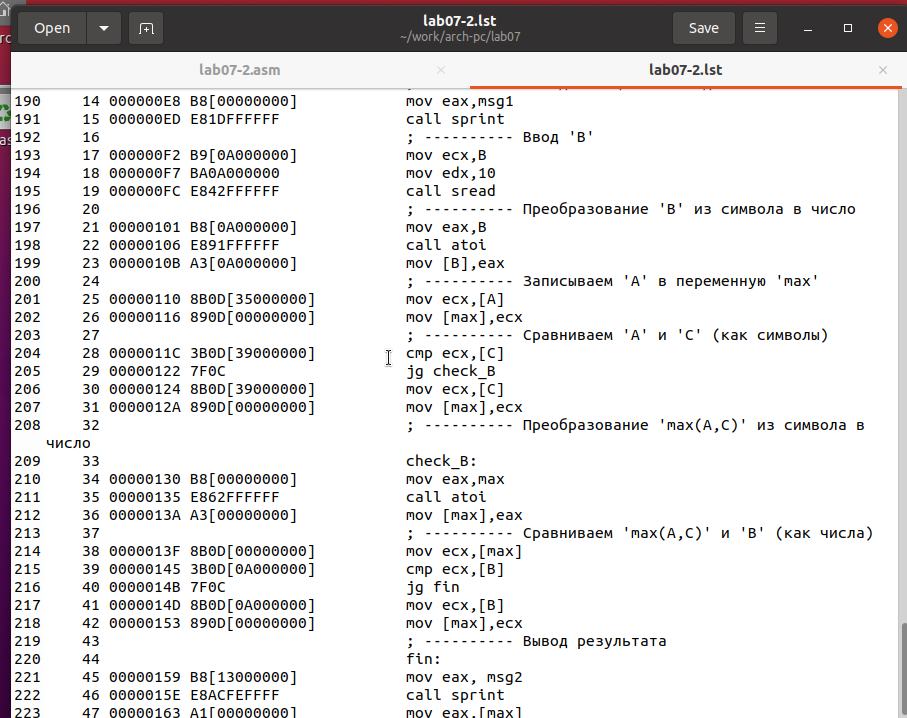 Open
lab07-2.lst
~/work/arch-pc/lab07
Save
lab07-2.asm
lab07-2.lst
190 14 000000E8 B8[00000000] mov eax,msg1
191 15 000000ED E81DFFFFFF call sprint
192 16 ; ---------- Ввод 'B'
193 17 000000F2 B9[0A000000] mov ecx,B
194 18 000000F7 BA0A000000 mov edx,10
195 19 000000FC E842FFFFFF call sread
196 20 ; ---------- Преобразование 'B' из символа в число
197 21 00000101 B8[0A000000] mov eax,B
198 22 00000106 E891FFFFFF call atoi
199 23 0000010B A3[0A000000] mov [B],eax
200 24 ; ---------- Записываем 'A' в переменную 'max'
201 25 00000110 8B0D[35000000] mov ecx,[A]
202 26 00000116 890D[00000000] mov [max],ecx
203 27 ; ---------- Сравниваем 'A' и 'C' (как символы)
204 28 0000011C 3B0D[39000000] cmp ecx,[C]
205 29 00000122 7F0C jg check_B
206 30 00000124 8B0D[39000000] mov ecx,[C]
207 31 0000012A 890D[00000000] mov [max],ecx
208 32 ; ---------- Преобразование 'max(A,C)' из символа в
число
209 33 check_B:
210 34 00000130 B8[00000000] mov eax,max
211 35 00000135 E862FFFFFF call atoi
212 36 0000013A A3[00000000] mov [max],eax
213 37 ; ---------- Сравниваем 'max(A,C)' и 'B' (как числа)
214 38 0000013F 8B0D[00000000] mov ecx,[max]
215 39 00000145 3B0D[0A000000] cmp ecx,[B]
216 40 0000014B 7F0C jg fin
217 41 0000014D 8B0D[0A000000] mov ecx,[B]
218 42 00000153 890D[00000000] mov [max],ecx
219 43 ; ---------- Вывод результата
220 44 fin:
221 45 00000159 B8[13000000] mov eax, msg2
222 46 0000015E E8ACFEFFFF call sprint
223 47 00000163 A1[00000000] mov eax,[max]